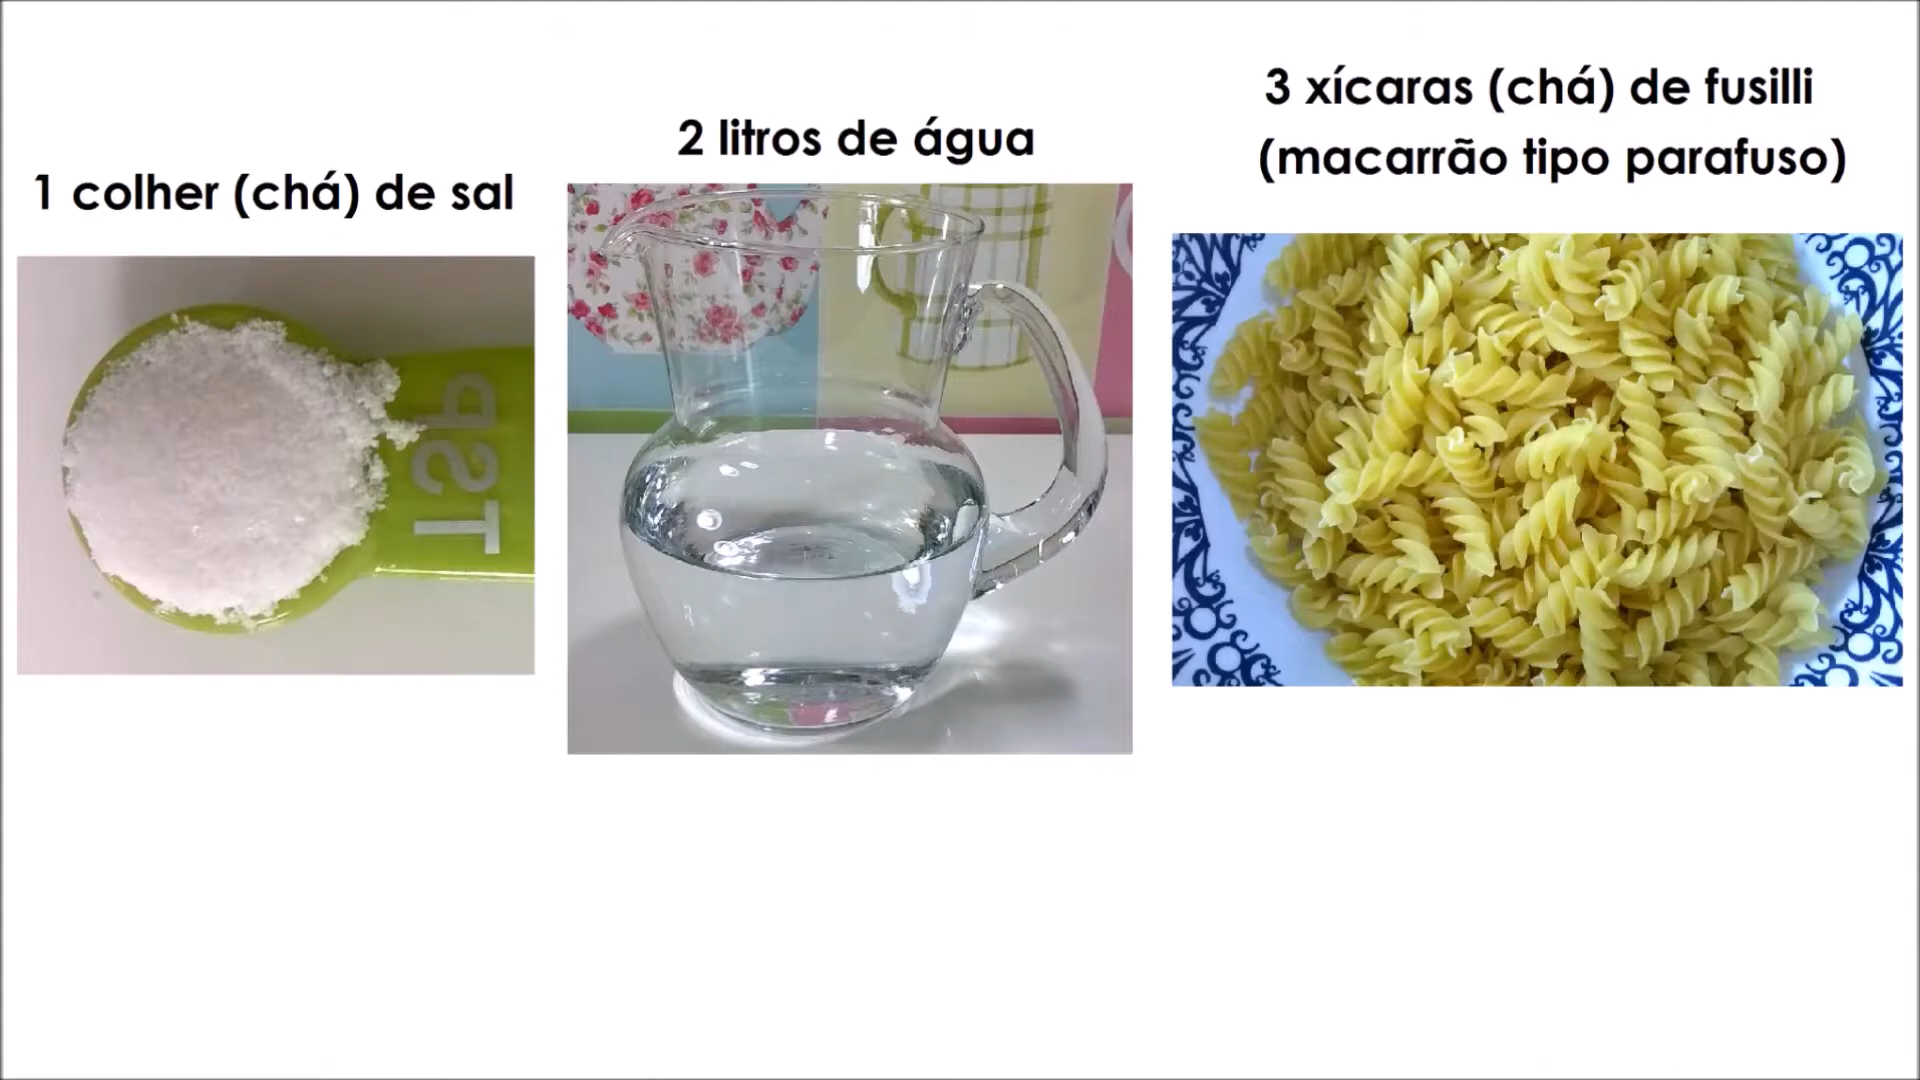 1 colher (chá) de sal
2 litros de água
3 xícaras (chá) de fusilli
(macarrão tipo parafuso)
TSP